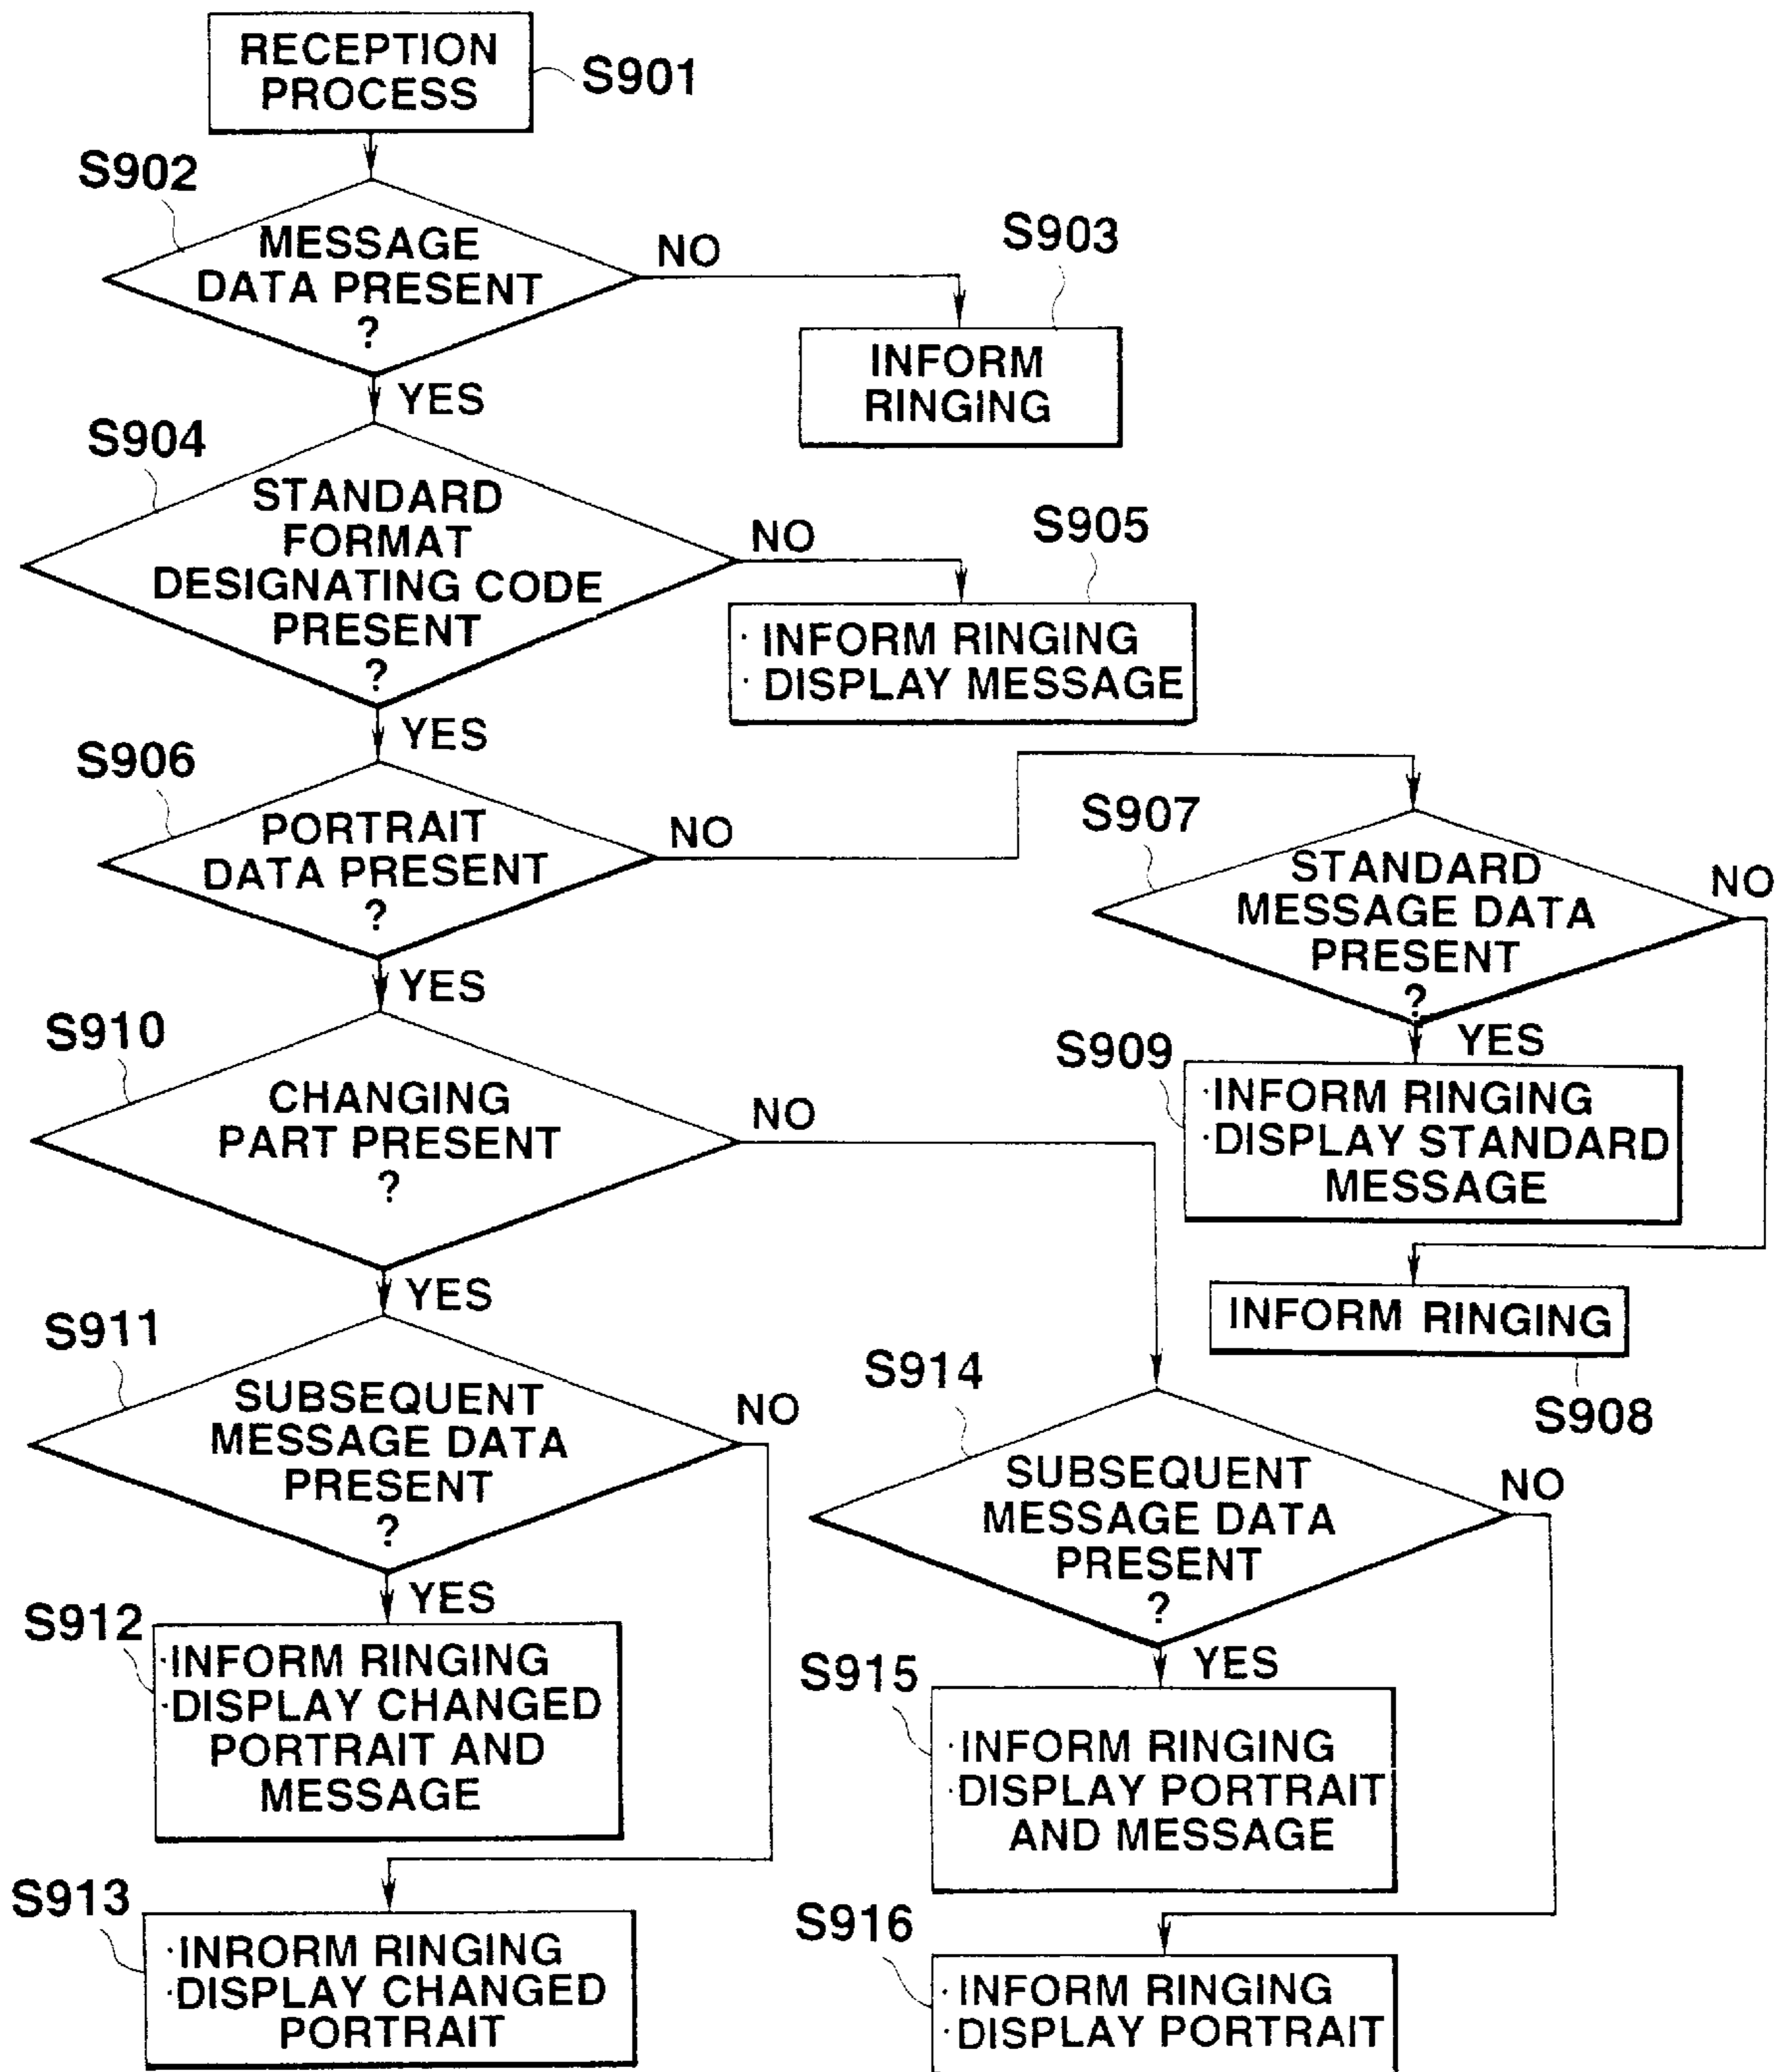 RECEPTION
PROCESS
S901
S902
MESSAGE
DATA PRESENT
?
NO
S903
INFORM
RINGING
YES
S904
STANDARD
FORMAT
DESIGNATING CODE
PRESENT
?
NO
S905
· INFORM RINGING
· DISPLAY MESSAGE
YES
S906
PORTRAIT
DATA PRESENT
?
NO
S907
STANDARD
MESSAGE DATA
PRESENT
?
NO
YES
S909
·INFORM RINGING
·DISPLAY STANDARD
MESSAGE
INFORM RINGING
S908
YES
S910
CHANGING
PART PRESENT
?
NO
YES
S911
SUBSEQUENT
MESSAGE DATA
PRESENT
?
NO
YES
S912
·INFORM RINGING
·DISPLAY CHANGED
PORTRAIT AND
MESSAGE
S913
·INRORM RINGING
·DISPLAY CHANGED
PORTRAIT
S914
SUBSEQUENT
MESSAGE DATA
PRESENT
?
NO
YES
S915
·INFORM RINGING
·DISPLAY PORTRAIT
AND MESSAGE
S916
·INFORM RINGING
·DISPLAY PORTRAIT